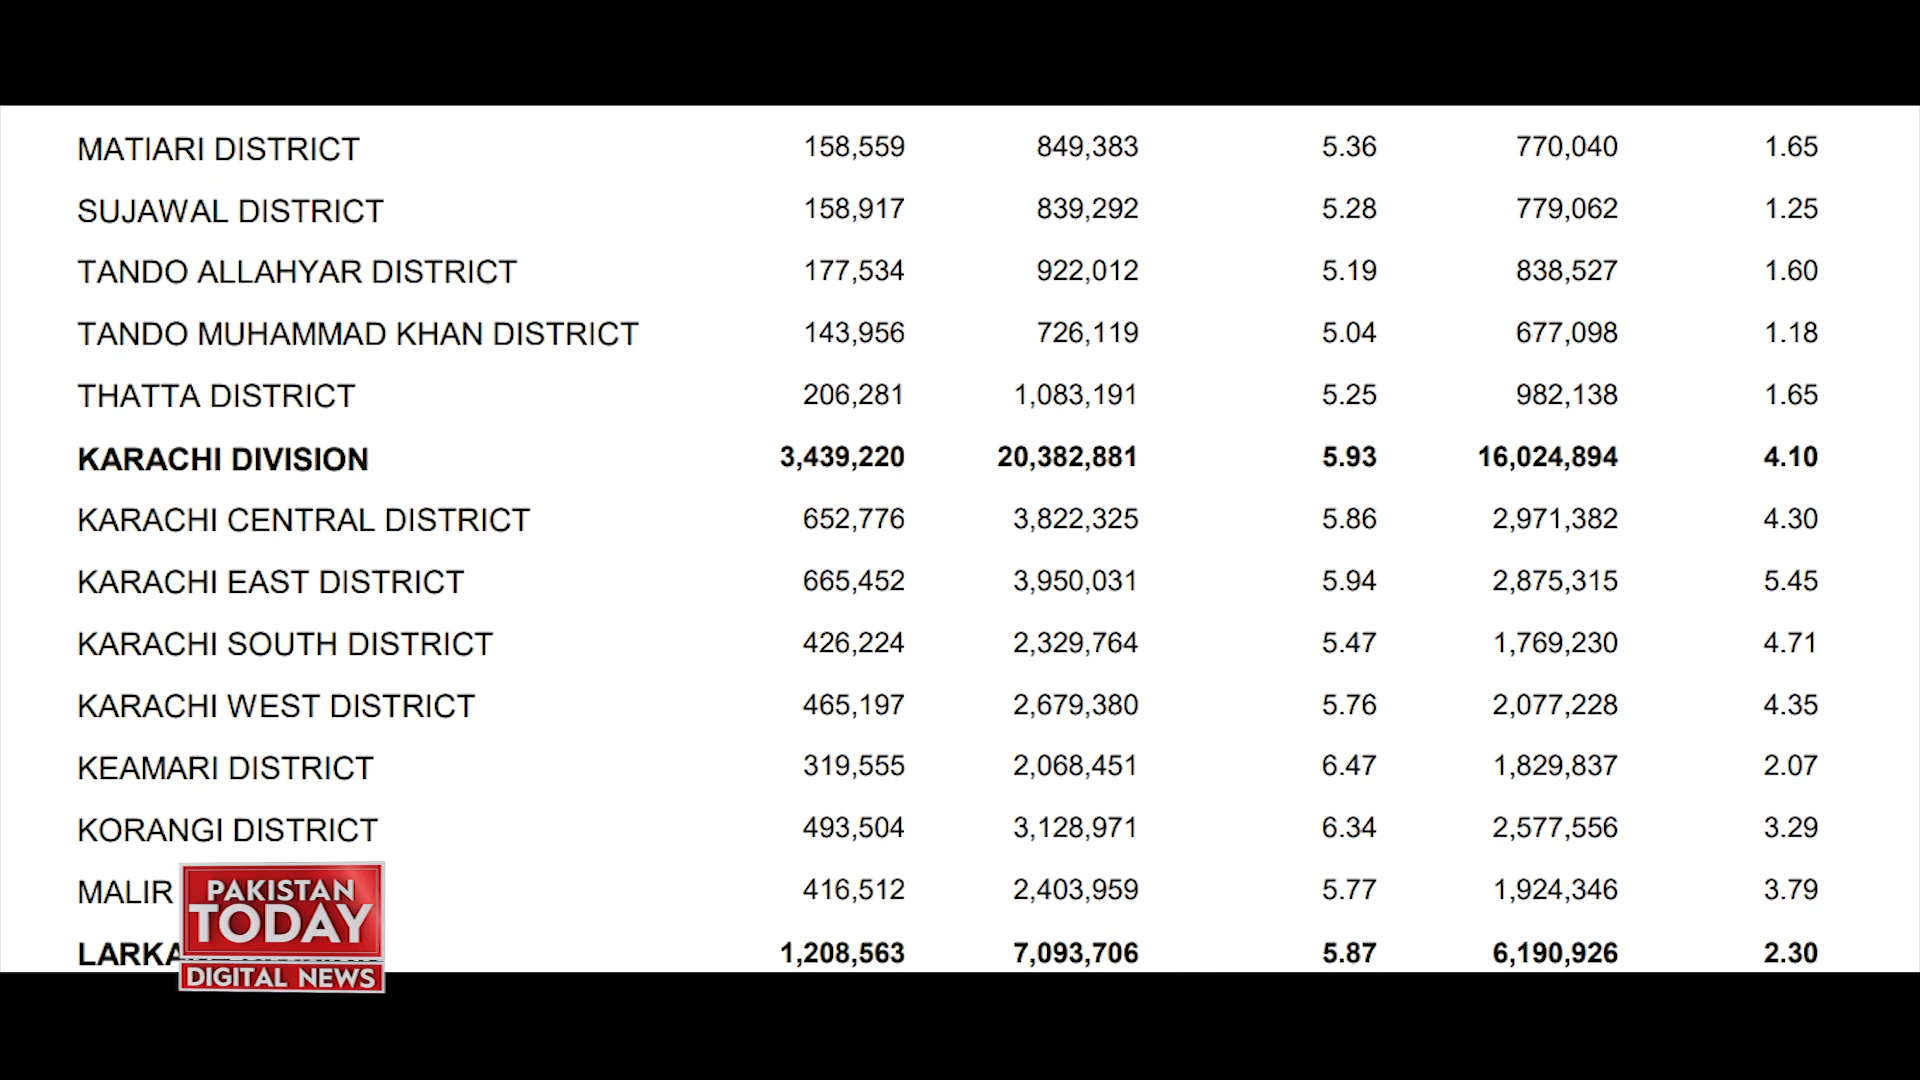 MATIARI DISTRICT 158,559 849,383 5.36 770,040 1.65
SUJAWAL DISTRICT 158,917 839,292 5.28 779,062 1.25
TANDO ALLAHYAR DISTRICT 177,534 922,012 5.19 838,527 1.60
TANDO MUHAMMAD KHAN DISTRICT 143,956 726,119 5.04 677,098 1.18
THATTA DISTRICT 206,281 1,083,191 5.25 982,138 1.65
KARACHI DIVISION 3,439,220 20,382,881 5.93 16,024,894 4.10
KARACHI CENTRAL DISTRICT 652,776 3,822,325 5.86 2,971,382 4.30
KARACHI EAST DISTRICT 665,452 3,950,031 5.94 2,875,315 5.45
KARACHI SOUTH DISTRICT 426,224 2,329,764 5.47 1,769,230 4.71
KARACHI WEST DISTRICT 465,197 2,679,380 5.76 2,077,228 4.35
KEAMARI DISTRICT 319,555 2,068,451 6.47 1,829,837 2.07
KORANGI DISTRICT 493,504 3,128,971 6.34 2,577,556 3.29
MALIR 416,512 2,403,959 5.77 1,924,346 3.79
1,208,563 7,093,706 5.87 6,190,926 2.30
PAKISTAN
TODAY
DIGITAL NEWS